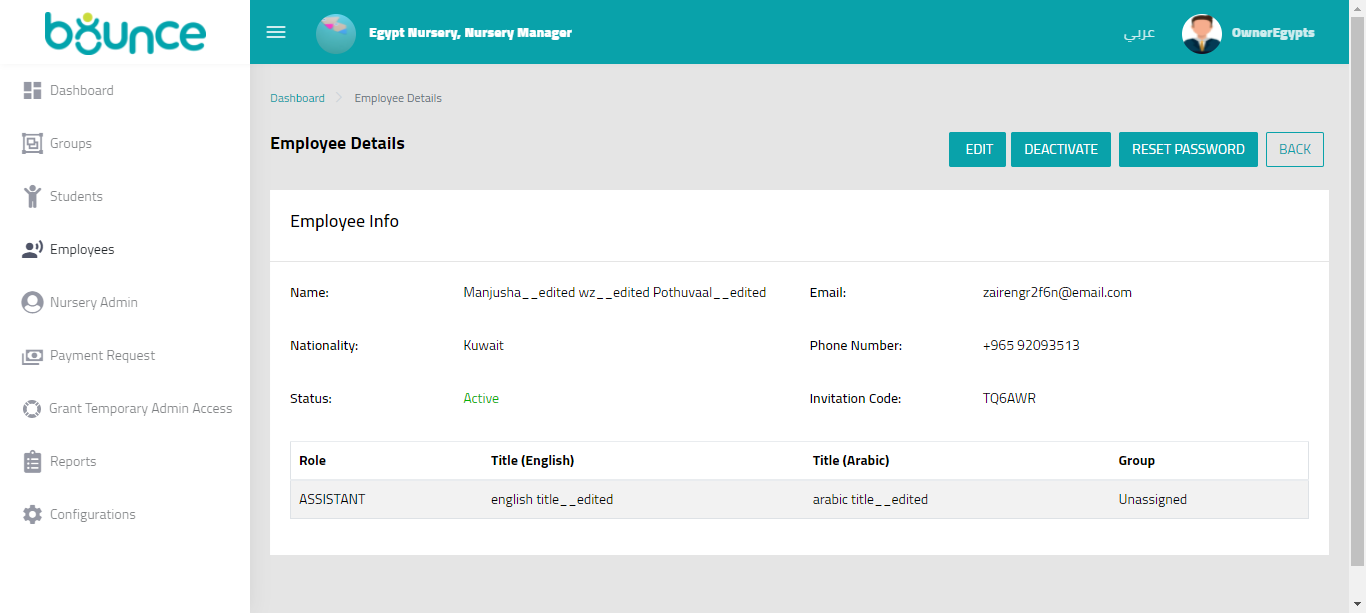 bounce
Egypt Nursery, Nursery Manager
عربي
OwnerEgypts
Dashboard
Groups
Students
Employees
Nursery Admin
Payment Request
Grant Temporary Admin Access
Reports
Configurations
Dashboard > Employee Details
Employee Details
EDIT DEACTIVATE RESET PASSWORD BACK
Employee Info
Name: Manjusha__edited wz__edited Pothuvaal__edited Email: zairengr2f6n@email.com
Nationality: Kuwait Phone Number: +965 92093513
Status: Active Invitation Code: TQ6AWR
Role Title (English) Title (Arabic) Group
ASSISTANT english title__edited arabic title__edited Unassigned